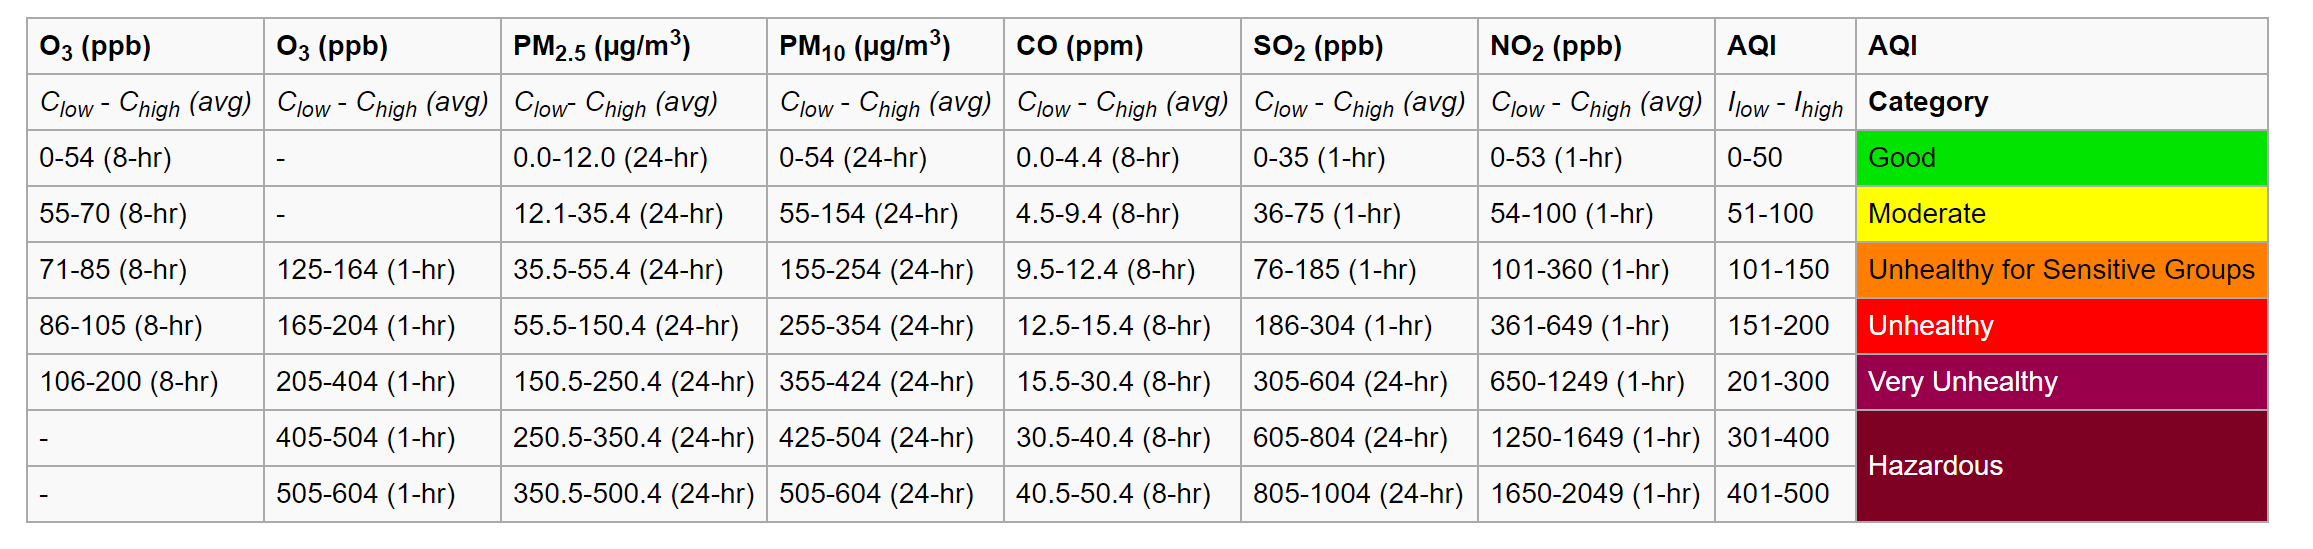 O3 (ppb) O3 (ppb) PM2.5 (µg/m3) PM10 (µg/m3) CO (ppm) SO2 (ppb) NO2 (ppb) AQI AQI
Clow - Chigh (avg) Clow - Chigh (avg) Clow- Chigh (avg) Clow - Chigh (avg) Clow - Chigh (avg) Clow - Chigh (avg) Clow - Chigh (avg) Ilow - Ihigh Category
0-54 (8-hr) - 0.0-12.0 (24-hr) 0-54 (24-hr) 0.0-4.4 (8-hr) 0-35 (1-hr) 0-53 (1-hr) 0-50 Good
55-70 (8-hr) - 12.1-35.4 (24-hr) 55-154 (24-hr) 4.5-9.4 (8-hr) 36-75 (1-hr) 54-100 (1-hr) 51-100 Moderate
71-85 (8-hr) 125-164 (1-hr) 35.5-55.4 (24-hr) 155-254 (24-hr) 9.5-12.4 (8-hr) 76-185 (1-hr) 101-360 (1-hr) 101-150 Unhealthy for Sensitive Groups
86-105 (8-hr) 165-204 (1-hr) 55.5-150.4 (24-hr) 255-354 (24-hr) 12.5-15.4 (8-hr) 186-304 (1-hr) 361-649 (1-hr) 151-200 Unhealthy
106-200 (8-hr) 205-404 (1-hr) 150.5-250.4 (24-hr) 355-424 (24-hr) 15.5-30.4 (8-hr) 305-604 (24-hr) 650-1249 (1-hr) 201-300 Very Unhealthy
- 405-504 (1-hr) 250.5-350.4 (24-hr) 425-504 (24-hr) 30.5-40.4 (8-hr) 605-804 (24-hr) 1250-1649 (1-hr) 301-400
Hazardous
- 505-604 (1-hr) 350.5-500.4 (24-hr) 505-604 (24-hr) 40.5-50.4 (8-hr) 805-1004 (24-hr) 1650-2049 (1-hr) 401-500